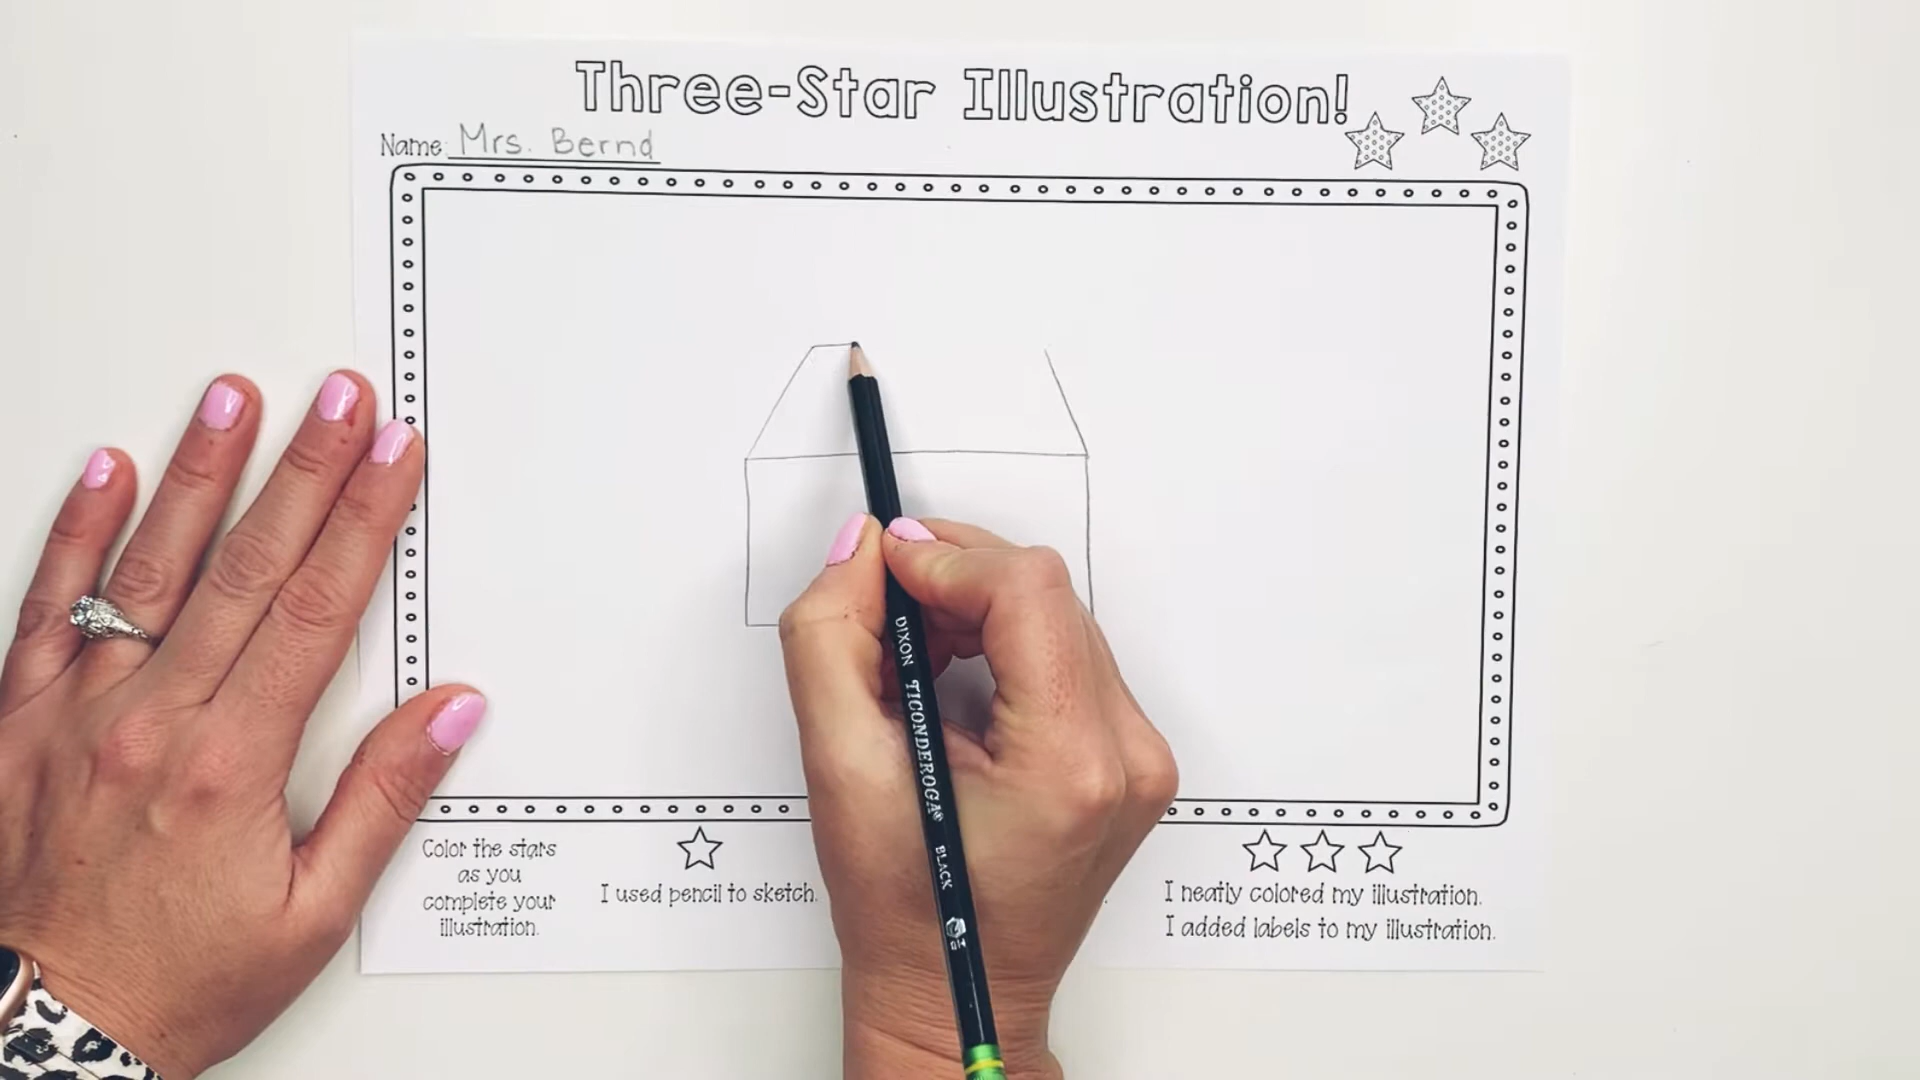 Three-Star Illustration!
Name: Mrs. Bernd
Color the stars
as you
complete your
illustration.
I used pencil to sketch.
I neatly colored my illustration.
I added labels to my illustration.
DIXON TICONDEROGA® BLACK